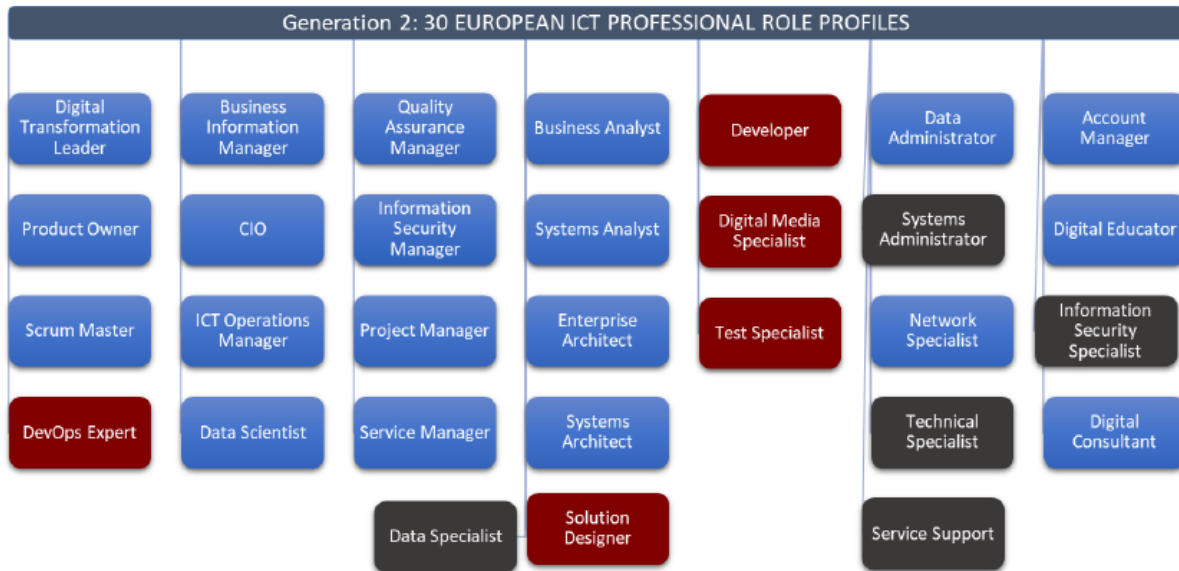 Generation 2: 30 EUROPEAN ICT PROFESSIONAL ROLE PROFILES
Digital
Transformation
Leader
Business
Information
Manager
Quality
Assurance
Manager
Business Analyst
Developer
Data
Administrator
Account
Manager
Product Owner
CIO
Information
Security
Manager
Systems Analyst
Digital Media
Specialist
Systems
Administrator
Digital Educator
Scrum Master
ICT Operations
Manager
Project Manager
Enterprise
Architect
Test Specialist
Network
Specialist
Information
Security
Specialist
DevOps Expert
Data Scientist
Service Manager
Systems
Architect
Technical
Specialist
Digital
Consultant
Data Specialist
Solution
Designer
Service Support